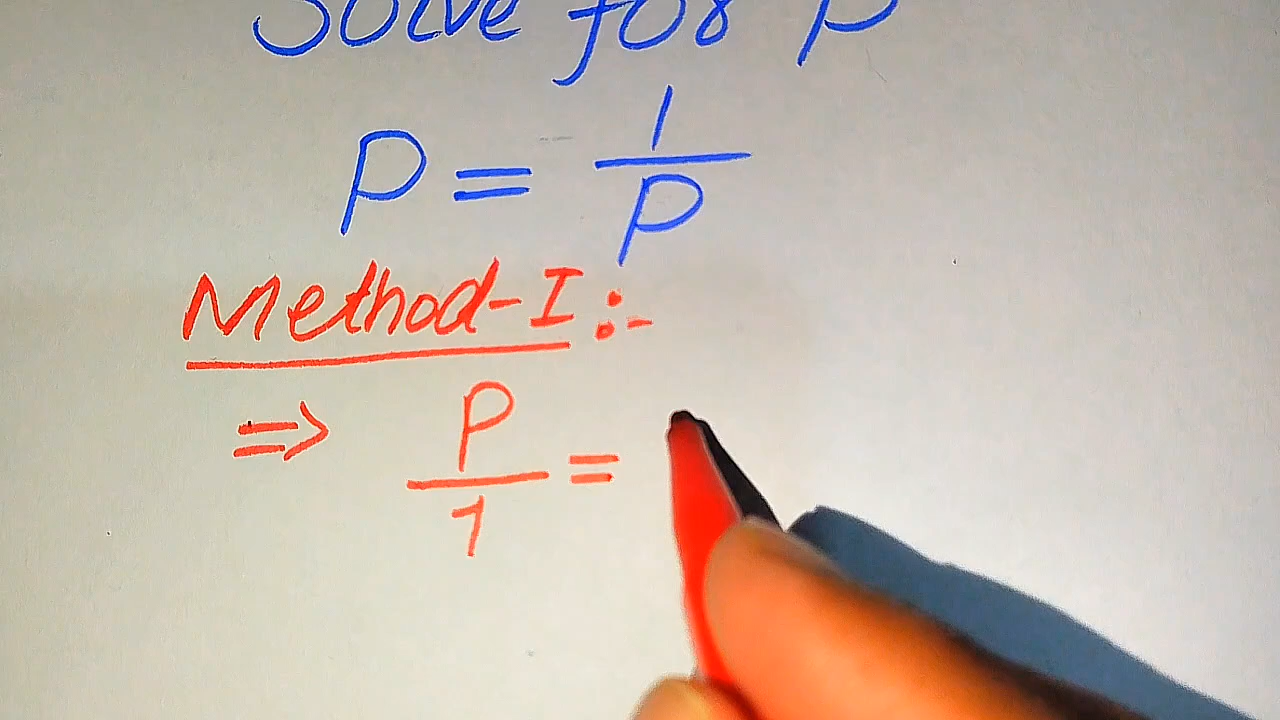 Solve for P
P = 1/P
Method-I :-
⇒ P/1 =